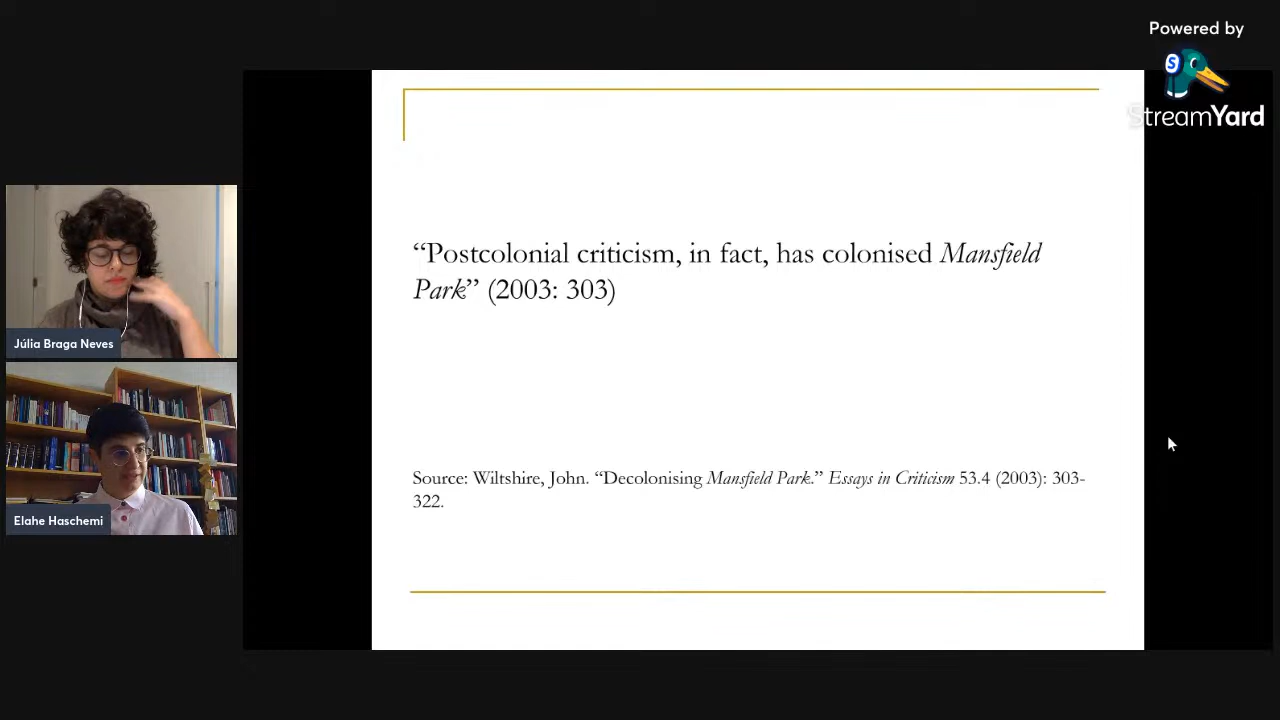 Powered by
StreamYard
“Postcolonial criticism, in fact, has colonised Mansfield
Park” (2003: 303)
Júlia Braga Neves
Source: Wiltshire, John. “Decolonising Mansfield Park.” Essays in Criticism 53.4 (2003): 303-
322.
Elahe Haschemi